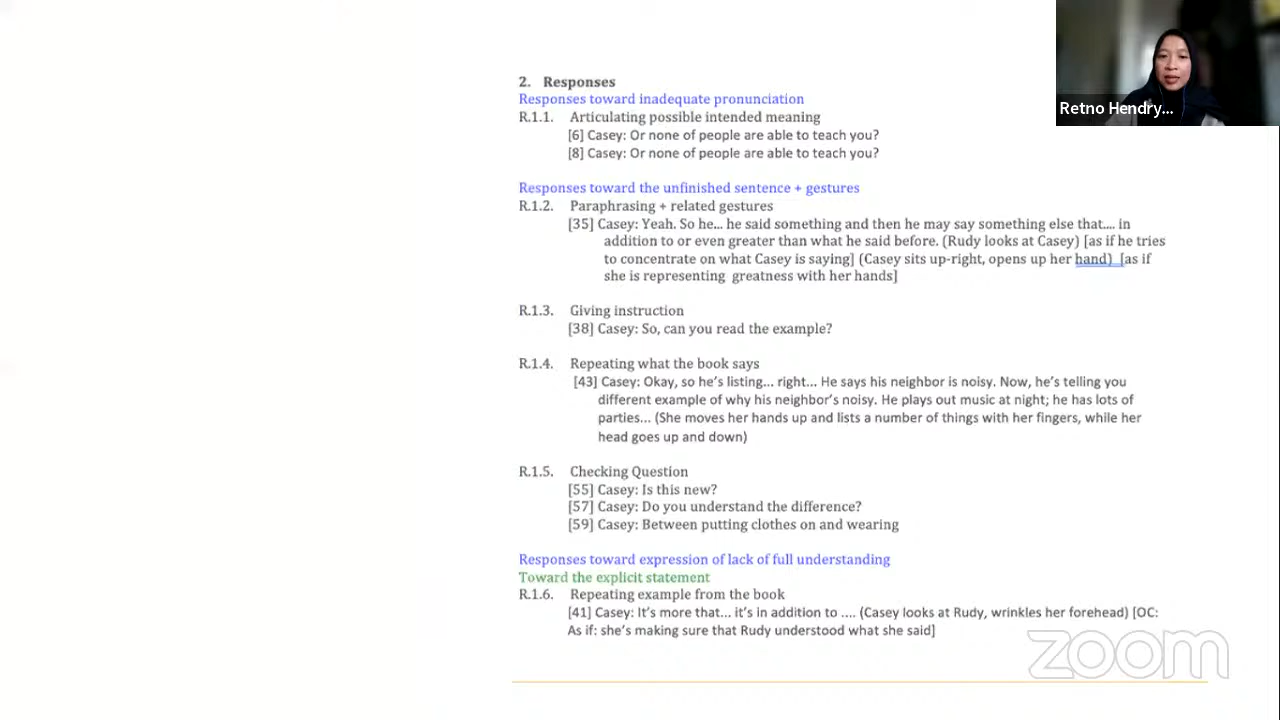 2. Responses
Responses toward inadequate pronunciation
R.1.1. Articulating possible intended meaning
[6] Casey: Or none of people are able to teach you?
[8] Casey: Or none of people are able to teach you?
Responses toward the unfinished sentence + gestures
R.1.2. Paraphrasing + related gestures
[35] Casey: Yeah. So he... he said something and then he may say something else that.... in
addition to or even greater than what he said before. (Rudy looks at Casey) [as if he tries
to concentrate on what Casey is saying] (Casey sits up-right, opens up her hand) [as if
she is representing greatness with her hands]
R.1.3. Giving instruction
[38] Casey: So, can you read the example?
R.1.4. Repeating what the book says
[43] Casey: Okay, so he's listing... right... He says his neighbor is noisy. Now, he's telling you
different example of why his neighbor's noisy. He plays out music at night; he has lots of
parties... (She moves her hands up and lists a number of things with her fingers, while her
head goes up and down)
R.1.5. Checking Question
[55] Casey: Is this new?
[57] Casey: Do you understand the difference?
[59] Casey: Between putting clothes on and wearing
Responses toward expression of lack of full understanding
Toward the explicit statement
R.1.6. Repeating example from the book
[41] Casey: It's more that... it's in addition to .... (Casey looks at Rudy, wrinkles her forehead) [OC:
As if: she's making sure that Rudy understood what she said]
Retno Hendry...
zoom